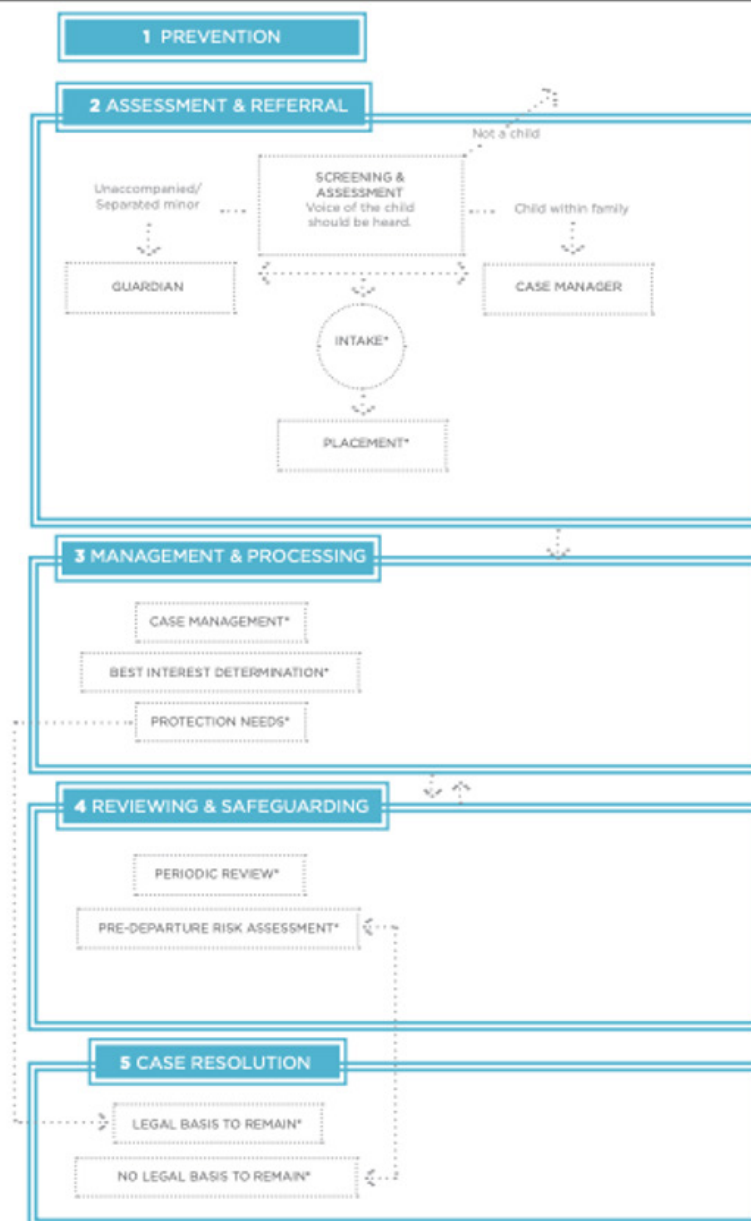 1 PREVENTION
2 ASSESSMENT & REFERRAL
Not a child
SCREENING &
ASSESSMENT
Voice of the child
should be heard.
Unaccompanied/
Separated minor
Child within family
GUARDIAN
CASE MANAGER
INTAKE*
PLACEMENT*
3 MANAGEMENT & PROCESSING
CASE MANAGEMENT*
BEST INTEREST DETERMINATION*
PROTECTION NEEDS*
4 REVIEWING & SAFEGUARDING
PERIODIC REVIEW*
PRE-DEPARTURE RISK ASSESSMENT*
5 CASE RESOLUTION
LEGAL BASIS TO REMAIN*
NO LEGAL BASIS TO REMAIN*